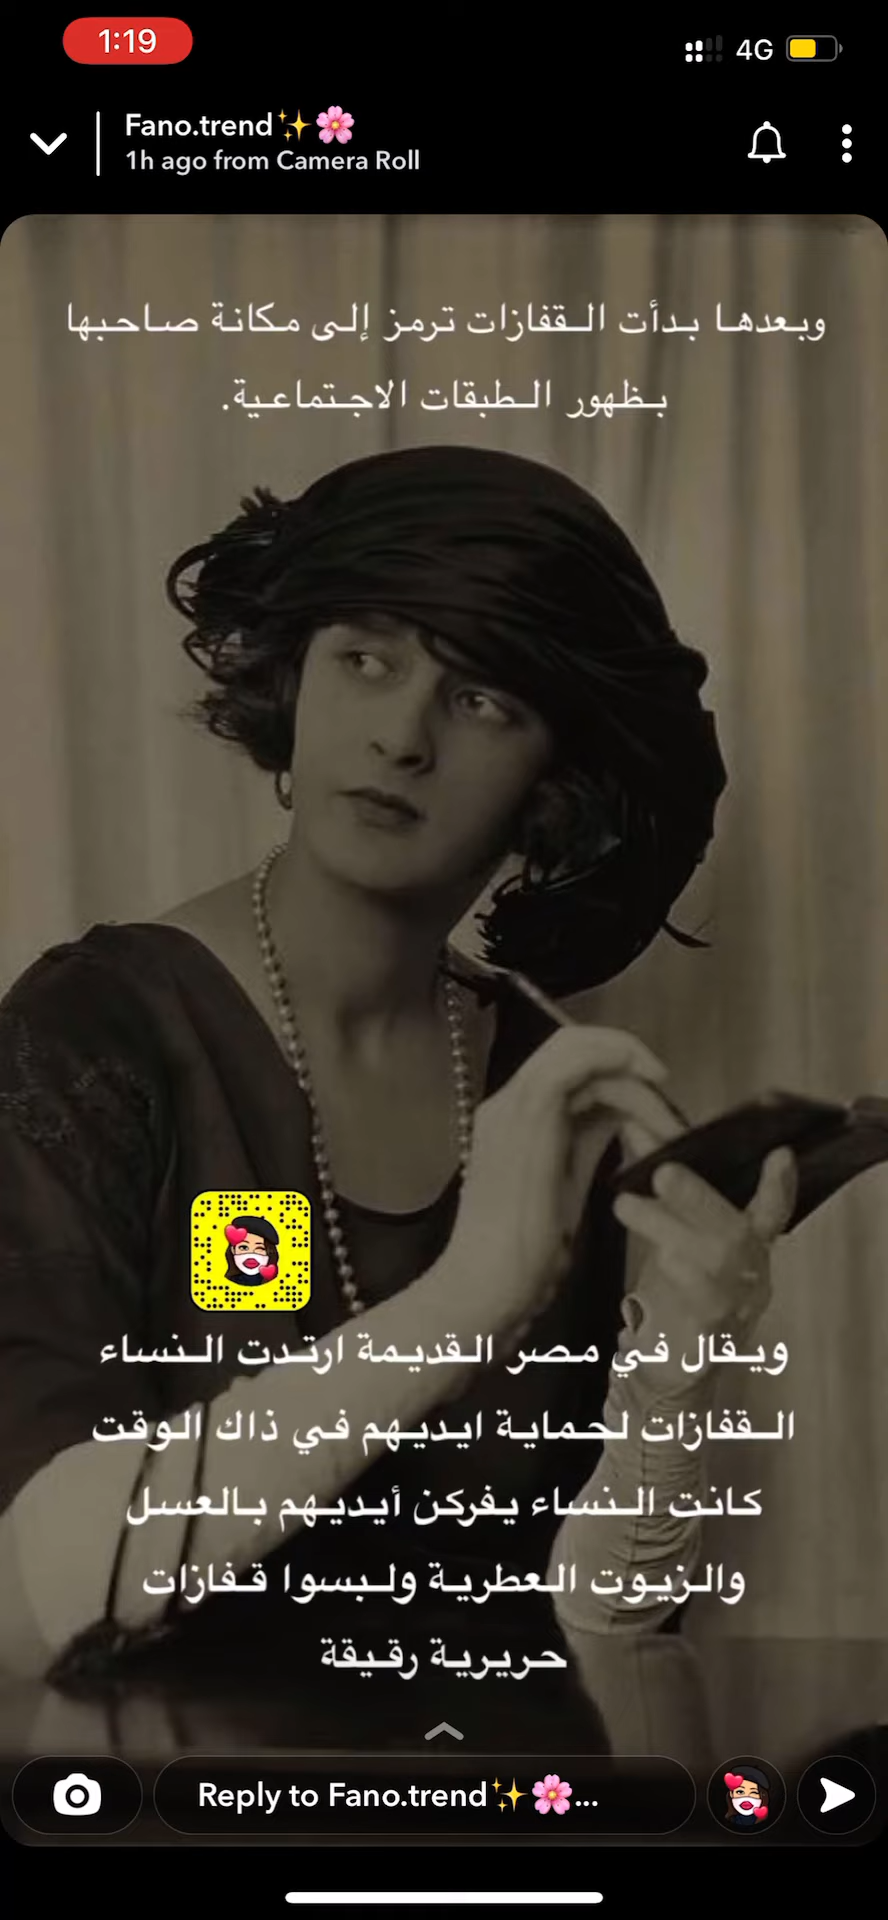 1:19
4G
Fano.trend✨🌸
1h ago from Camera Roll
وبعدها بدأت القفازات ترمز إلى مكانة صاحبها
بظهور الطبقات الاجتماعية.
ويقال في مصر القديمة ارتدت النساء
القفازات لحماية ايديهم في ذاك الوقت
كانت النساء يفركن أيديهم بالعسل
والزيوت العطرية ولبسوا قفازات
حريرية رقيقة
Reply to Fano.trend✨🌸...